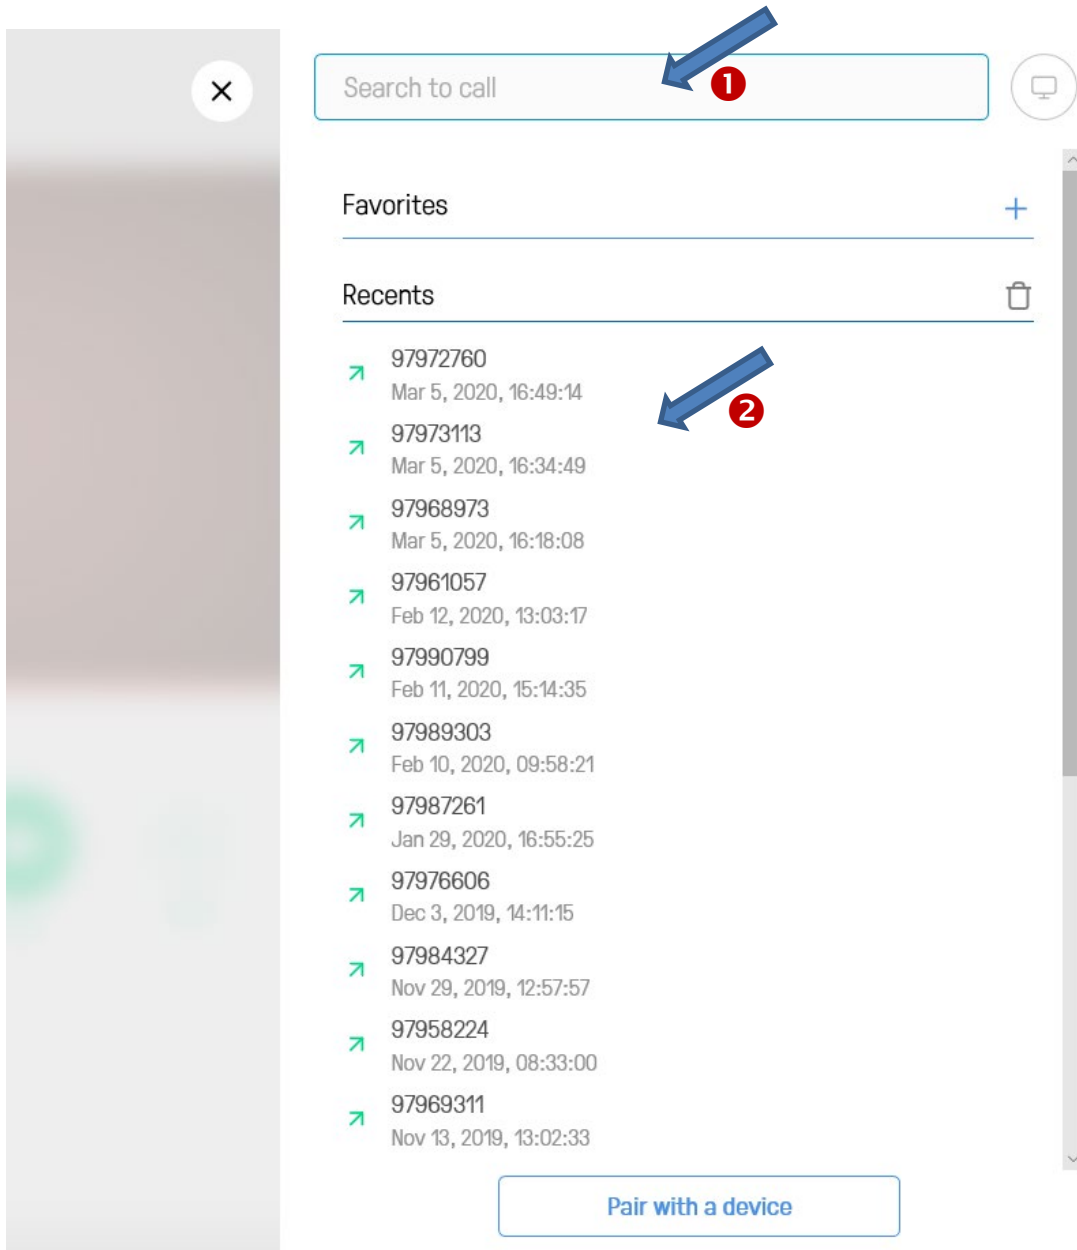 Search to call
1
Favorites
Recents
97972760
Mar 5, 2020, 16:49:14
2
97973113
Mar 5, 2020, 16:34:49
97968973
Mar 5, 2020, 16:18:08
97961057
Feb 12, 2020, 13:03:17
97990799
Feb 11, 2020, 15:14:35
97989303
Feb 10, 2020, 09:58:21
97987261
Jan 29, 2020, 16:55:25
97976606
Dec 3, 2019, 14:11:15
97984327
Nov 29, 2019, 12:57:57
97958224
Nov 22, 2019, 08:33:00
97969311
Nov 13, 2019, 13:02:33
Pair with a device